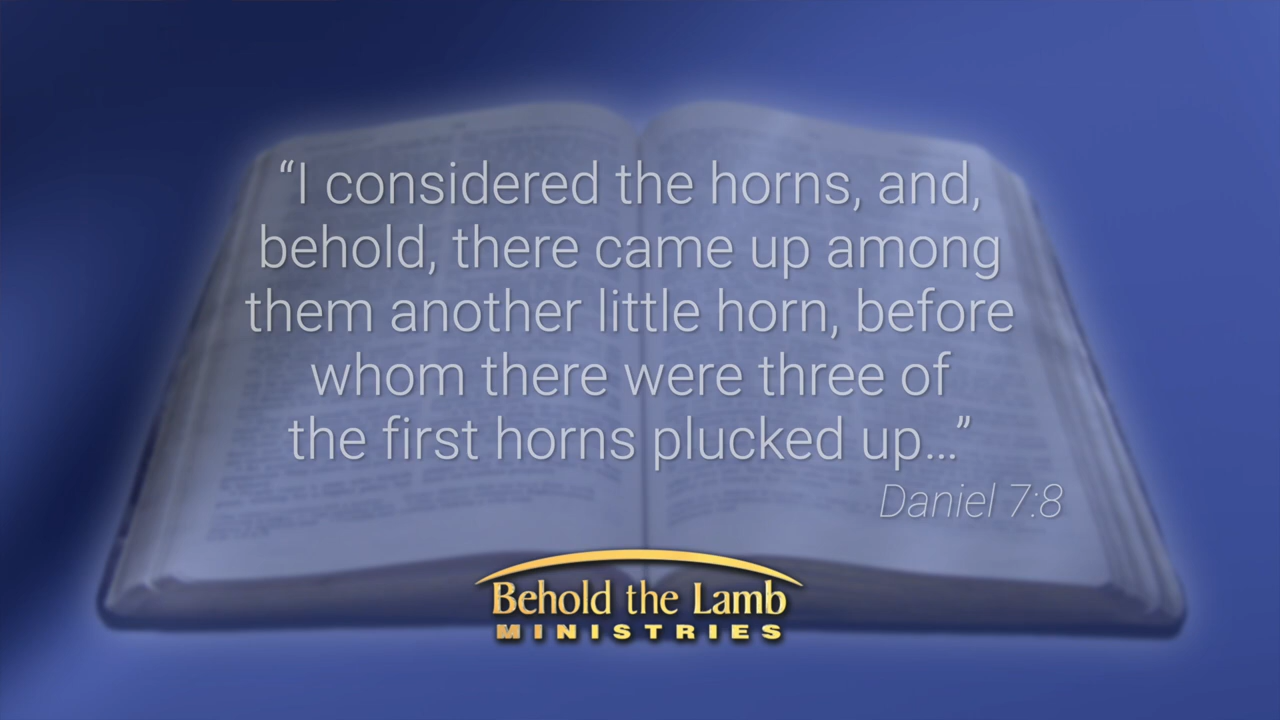 “I considered the horns, and,
behold, there came up among
them another little horn, before
whom there were three of
the first horns plucked up…”
Daniel 7:8
Behold the Lamb
MINISTRIES